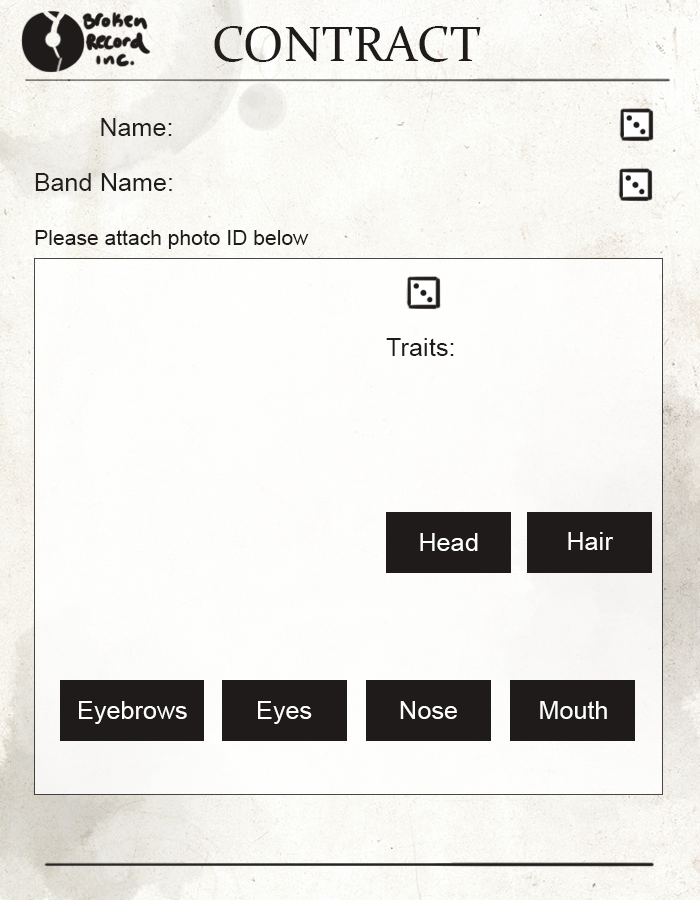 Broken
Record
inc.
CONTRACT
Name:
Band Name:
Please attach photo ID below
Traits:
Head Hair
Eyebrows Eyes Nose Mouth